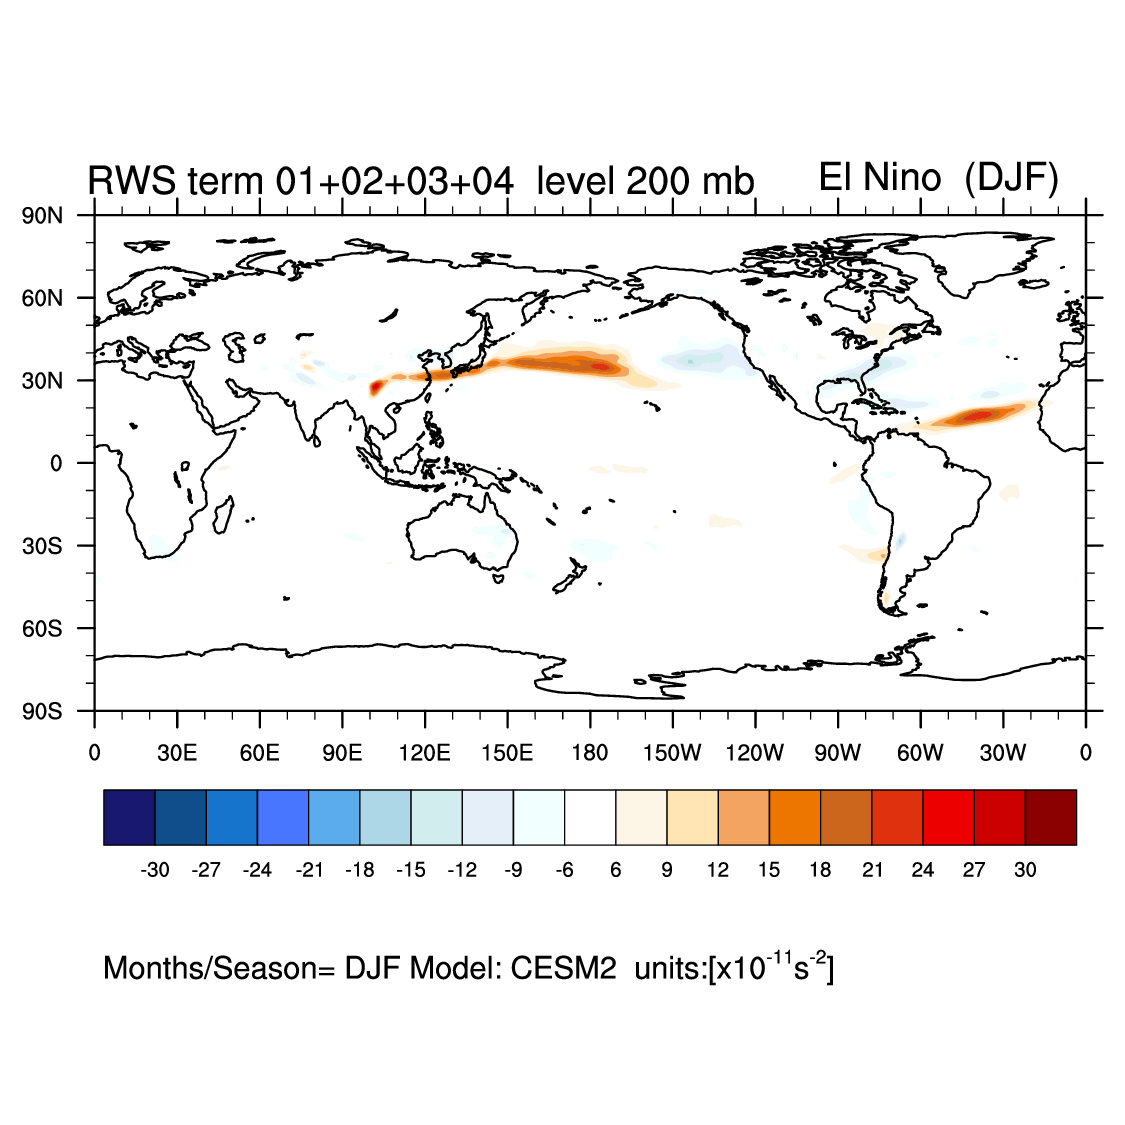 RWS term 01+02+03+04 level 200 mb El Nino (DJF)
90N
60N
30N
0
30S
60S
90S
0 30E 60E 90E 120E 150E 180 150W 120W 90W 60W 30W 0
-30 -27 -24 -21 -18 -15 -12 -9 -6 6 9 12 15 18 21 24 27 30
Months/Season= DJF Model: CESM2 units:[x10⁻¹¹s⁻²]